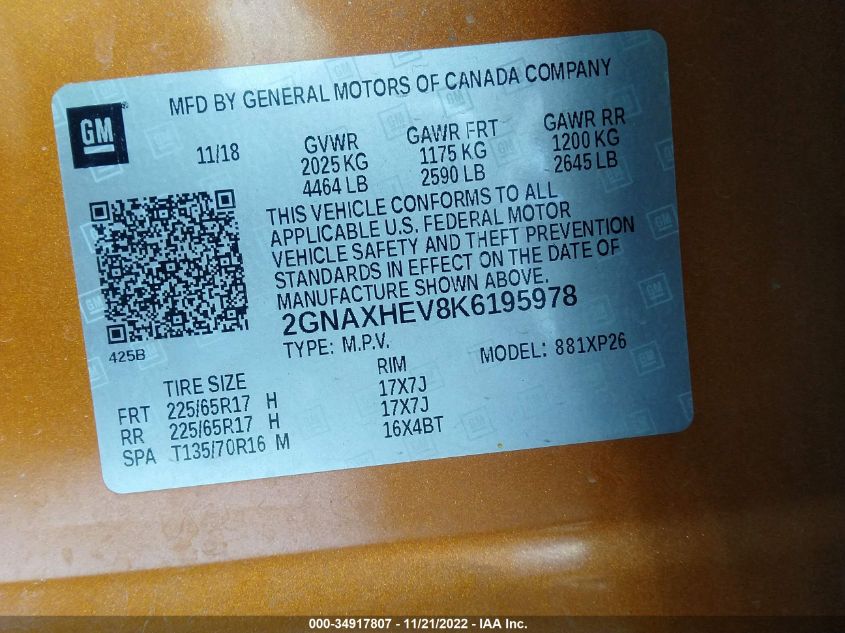 MFD BY GENERAL MOTORS OF CANADA COMPANY
GM
11/18
GVWR
2025 KG
4464 LB
GAWR FRT
1175 KG
2590 LB
GAWR RR
1200 KG
2645 LB
THIS VEHICLE CONFORMS TO ALL
APPLICABLE U.S. FEDERAL MOTOR
VEHICLE SAFETY AND THEFT PREVENTION
STANDARDS IN EFFECT ON THE DATE OF
MANUFACTURE SHOWN ABOVE.
2GNAXHEV8K6195978
425B
TYPE: M.P.V. MODEL: 881XP26
TIRE SIZE RIM
FRT 225/65R17 H 17X7J
RR 225/65R17 H 17X7J
SPA T135/70R16 M 16X4BT
000-34917807 - 11/21/2022 - IAA Inc.